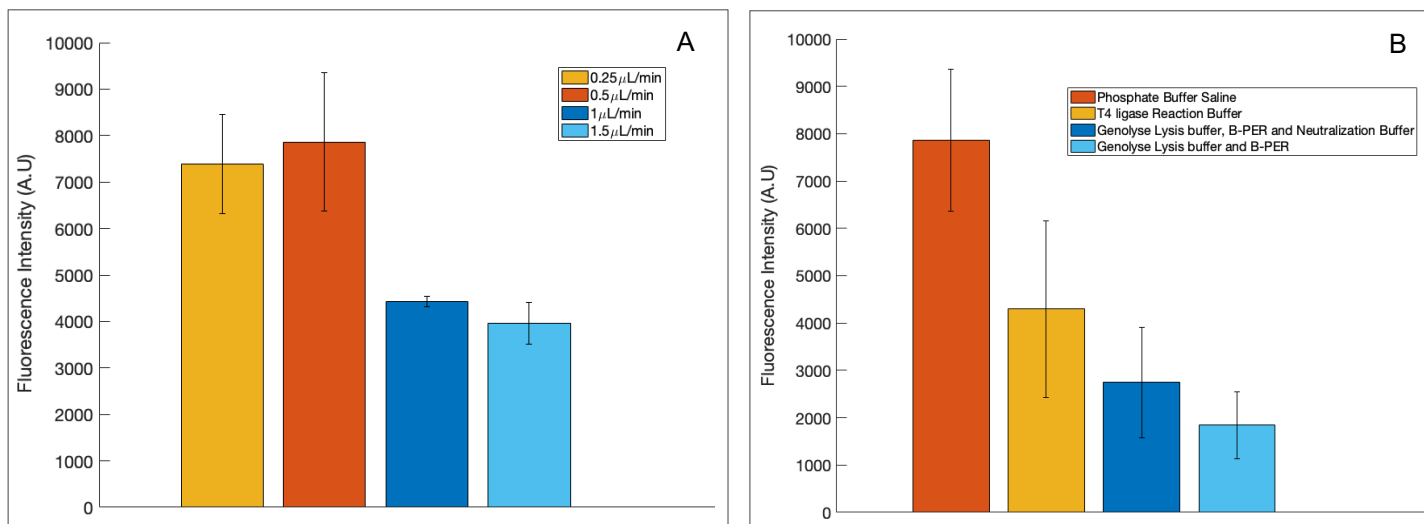 A
10000
9000
8000
7000
6000
5000
4000
3000
2000
1000
0
Fluorescence Intensity (A.U)
0.25μL/min
0.5μL/min
1μL/min
1.5μL/min
B
10000
9000
8000
7000
6000
5000
4000
3000
2000
1000
0
Fluorescence Intensity (A.U)
Phosphate Buffer Saline
T4 ligase Reaction Buffer
Genolyse Lysis buffer, B-PER and Neutralization Buffer
Genolyse Lysis buffer and B-PER